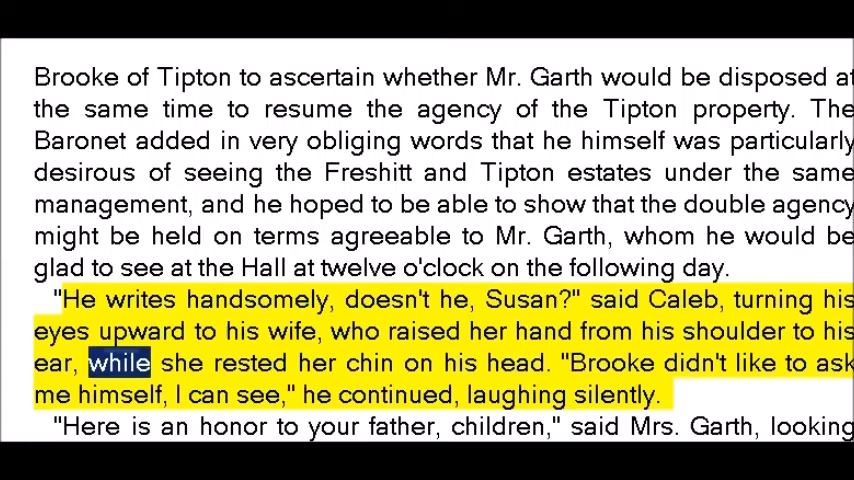 Brooke of Tipton to ascertain whether Mr. Garth would be disposed at
the same time to resume the agency of the Tipton property. The
Baronet added in very obliging words that he himself was particularly
desirous of seeing the Freshitt and Tipton estates under the same
management, and he hoped to be able to show that the double agency
might be held on terms agreeable to Mr. Garth, whom he would be
glad to see at the Hall at twelve o'clock on the following day.
"He writes handsomely, doesn't he, Susan?" said Caleb, turning his
eyes upward to his wife, who raised her hand from his shoulder to his
ear, while she rested her chin on his head. "Brooke didn't like to ask
me himself, I can see," he continued, laughing silently.
"Here is an honor to your father, children," said Mrs. Garth, looking